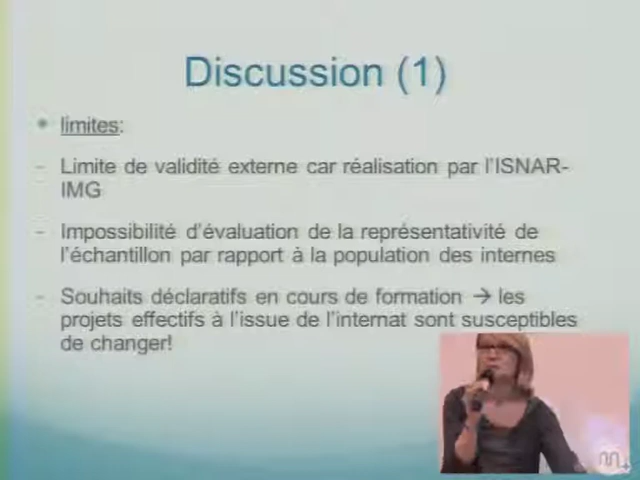 Discussion (1)
• limites:
- Limite de validité externe car réalisation par l'ISNAR-
IMG
- Impossibilité d'évaluation de la représentativité de
l'échantillon par rapport à la population des internes
- Souhaits déclaratifs en cours de formation → les
projets effectifs à l'issue de l'internat sont susceptibles
de changer!